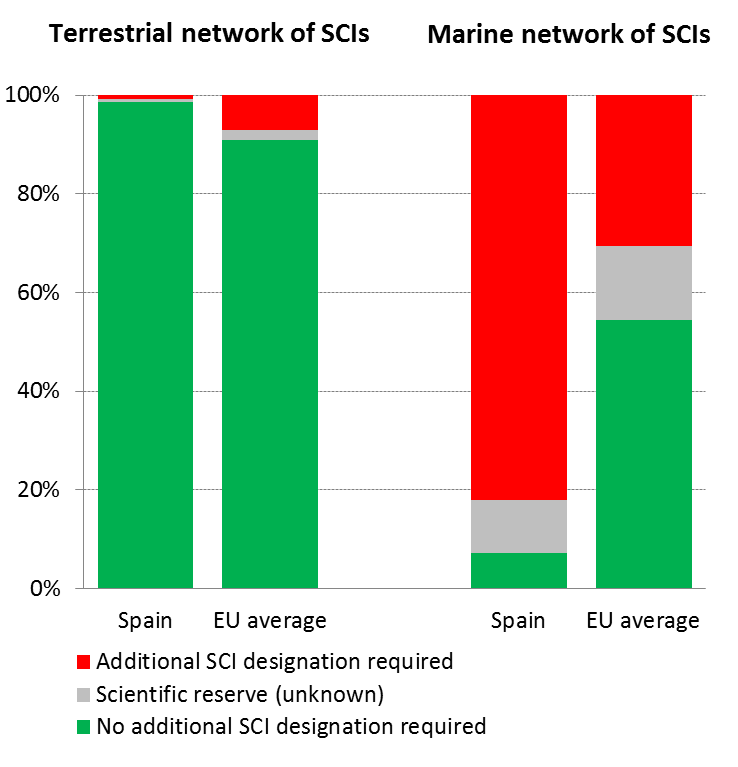 Terrestrial network of SCIs
Marine network of SCIs
100%
80%
60%
40%
20%
0%
Spain
EU average
Spain
EU average
Additional SCI designation required
Scientific reserve (unknown)
No additional SCI designation required